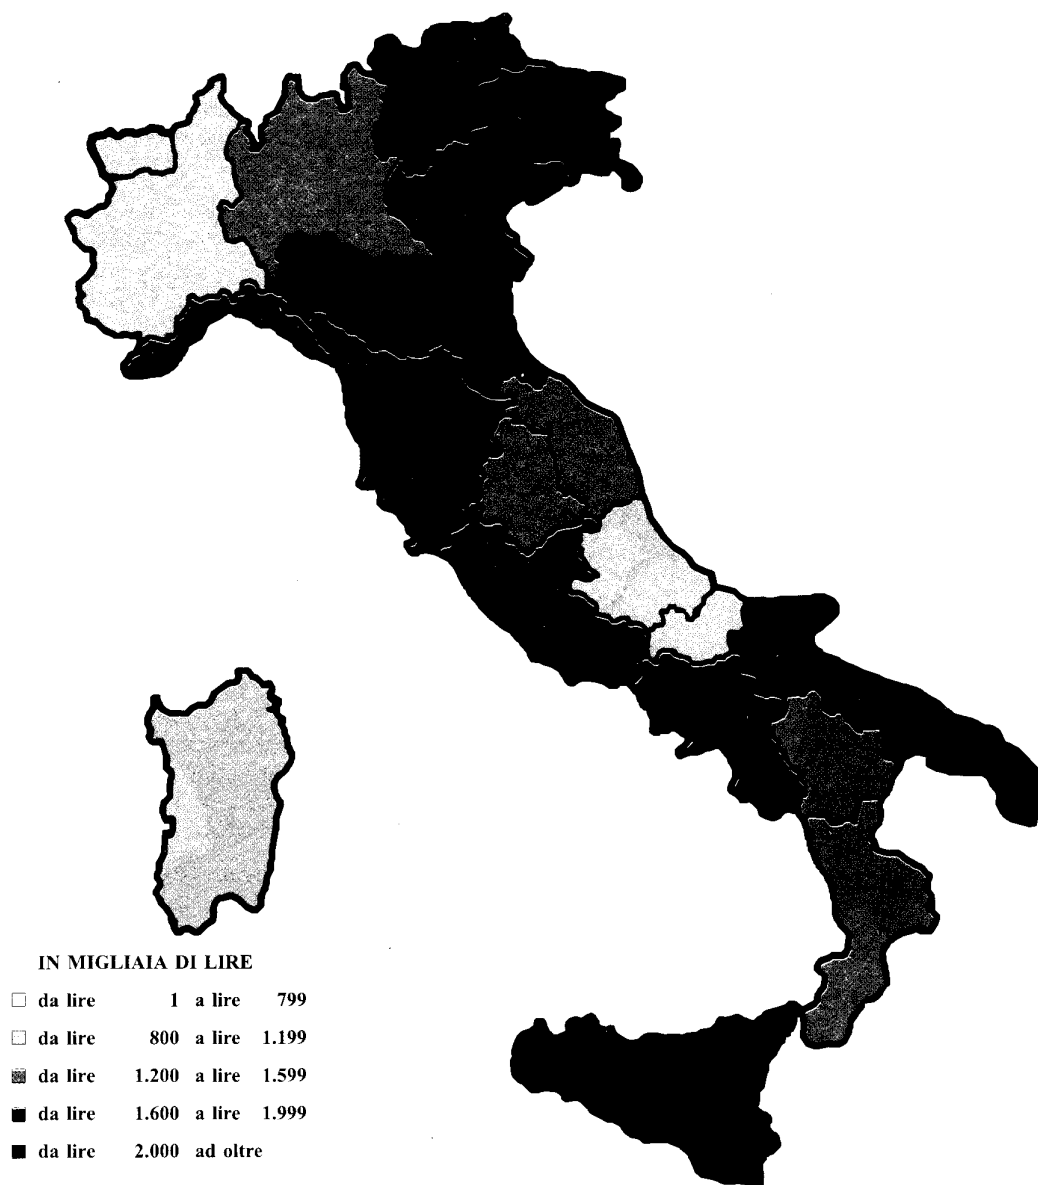 IN MIGLIAIA DI LIRE
da lire 1 a lire 799
da lire 800 a lire 1.199
da lire 1.200 a lire 1.599
da lire 1.600 a lire 1.999
da lire 2.000 ad oltre